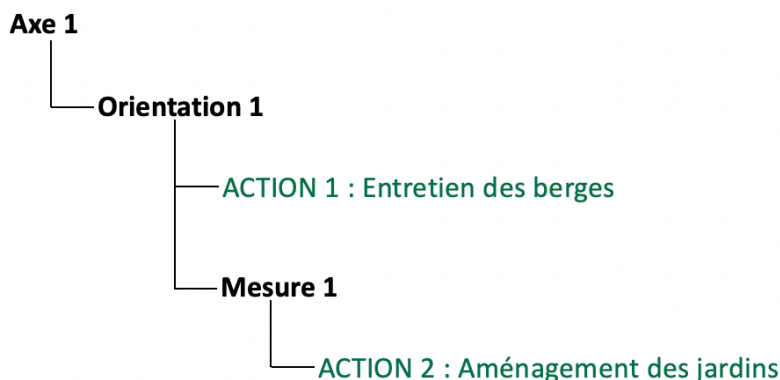 Axe 1
Orientation 1
ACTION 1 : Entretien des berges
Mesure 1
ACTION 2 : Aménagement des jardins